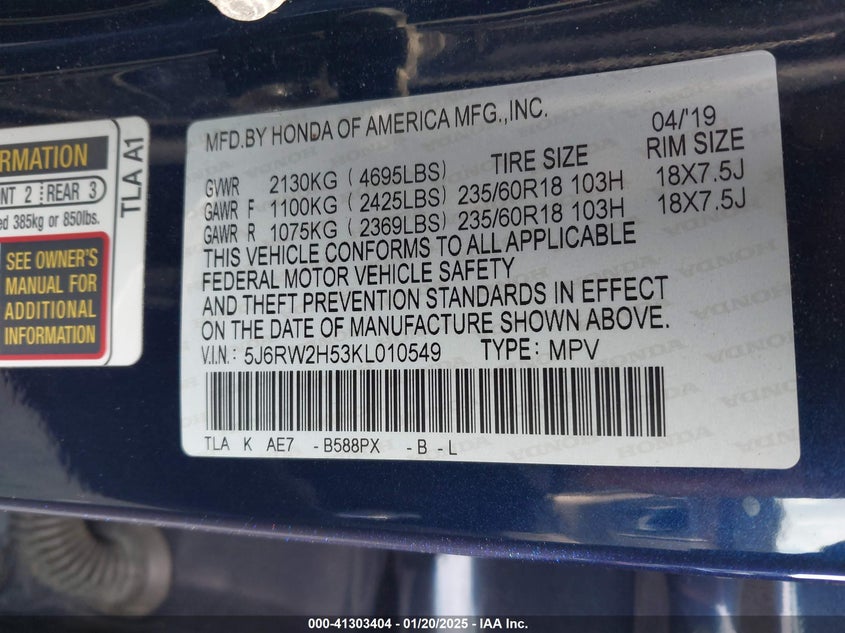 RMATION
NT 2 REAR 3
ed 385kg or 850lbs.
SEE OWNER'S
MANUAL FOR
ADDITIONAL
INFORMATION
TLA A1
MFD.BY HONDA OF AMERICA MFG.,INC. 04/'19
TIRE SIZE RIM SIZE
GVWR 2130KG ( 4695LBS)
GAWR F 1100KG ( 2425LBS) 235/60R18 103H 18X7.5J
GAWR R 1075KG ( 2369LBS) 235/60R18 103H 18X7.5J
THIS VEHICLE CONFORMS TO ALL APPLICABLE
FEDERAL MOTOR VEHICLE SAFETY
AND THEFT PREVENTION STANDARDS IN EFFECT
ON THE DATE OF MANUFACTURE SHOWN ABOVE.
V.I.N: 5J6RW2H53KL010549 TYPE: MPV
TLA K AE7 -B588PX -B -L
000-41303404 - 01/20/2025 - IAA Inc.